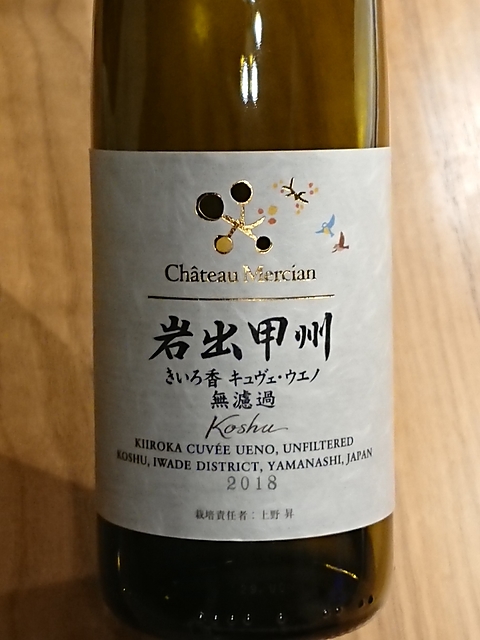 Château Mercian
岩出甲州
きいろ香 キュヴェ・ウエノ
無濾過
Koshu
KIIROKA CUVÉE UENO, UNFILTERED
KOSHU, IWADE DISTRICT, YAMANASHI, JAPAN
2018
栽培責任者：上野 昇